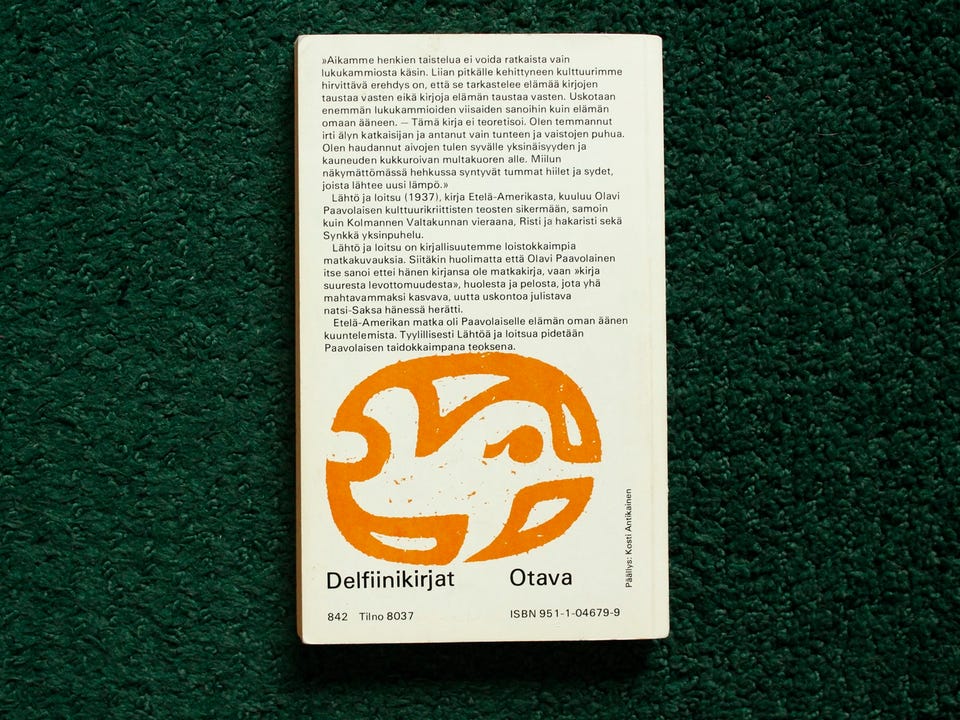 »Aikamme henkien taistelua ei voida ratkaista vain
lukukammiosta käsin. Liian pitkälle kehittyneen kulttuurimme
hirvittävä erehdys on, että se tarkastelee elämää kirjojen
taustaa vasten eikä kirjoja elämän taustaa vasten. Uskotaan
enemmän lukukammioiden viisaiden sanoihin kuin elämän
omaan ääneen. — Tämä kirja ei teoretisoi. Olen temmannut
irti älyn katkaisijan ja antanut vain tunteen ja vaistojen puhua.
Olen haudannut aivojen tulen syvälle yksinäisyyden ja
kauneuden kukkuroivan multakuoren alle. Miilun
näkymättömässä hehkussa syntyvät tummat hiilet ja sydet,
joista lähtee uusi lämpö.»
Lähtö ja loitsu (1937), kirja Etelä-Amerikasta, kuuluu Olavi
Paavolaisen kulttuurikriittisten teosten sikermään, samoin
kuin Kolmannen Valtakunnan vieraana, Risti ja hakaristi sekä
Synkkä yksinpuhelu.
Lähtö ja loitsu on kirjallisuutemme loistokkaimpia
matkakuvauksia. Siitäkin huolimatta että Olavi Paavolainen
itse sanoi ettei hänen kirjansa ole matkakirja, vaan »kirja
suuresta levottomuudesta», huolesta ja pelosta, jota yhä
mahtavammaksi kasvava, uutta uskontoa julistava
natsi-Saksa hänessä herätti.
Etelä-Amerikan matka oli Paavolaiselle elämän oman äänen
kuuntelemista. Tyylillisesti Lähtöä ja loitsua pidetään
Paavolaisen taidokkaimpana teoksena.
Päällys: Kosti Antikainen
Delfiinikirjat Otava
842 Tilno 8037 ISBN 951-1-04679-9